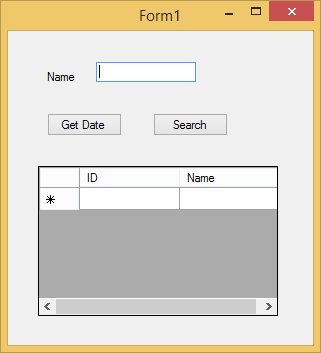 Form1
Name
Get Date Search
ID Name